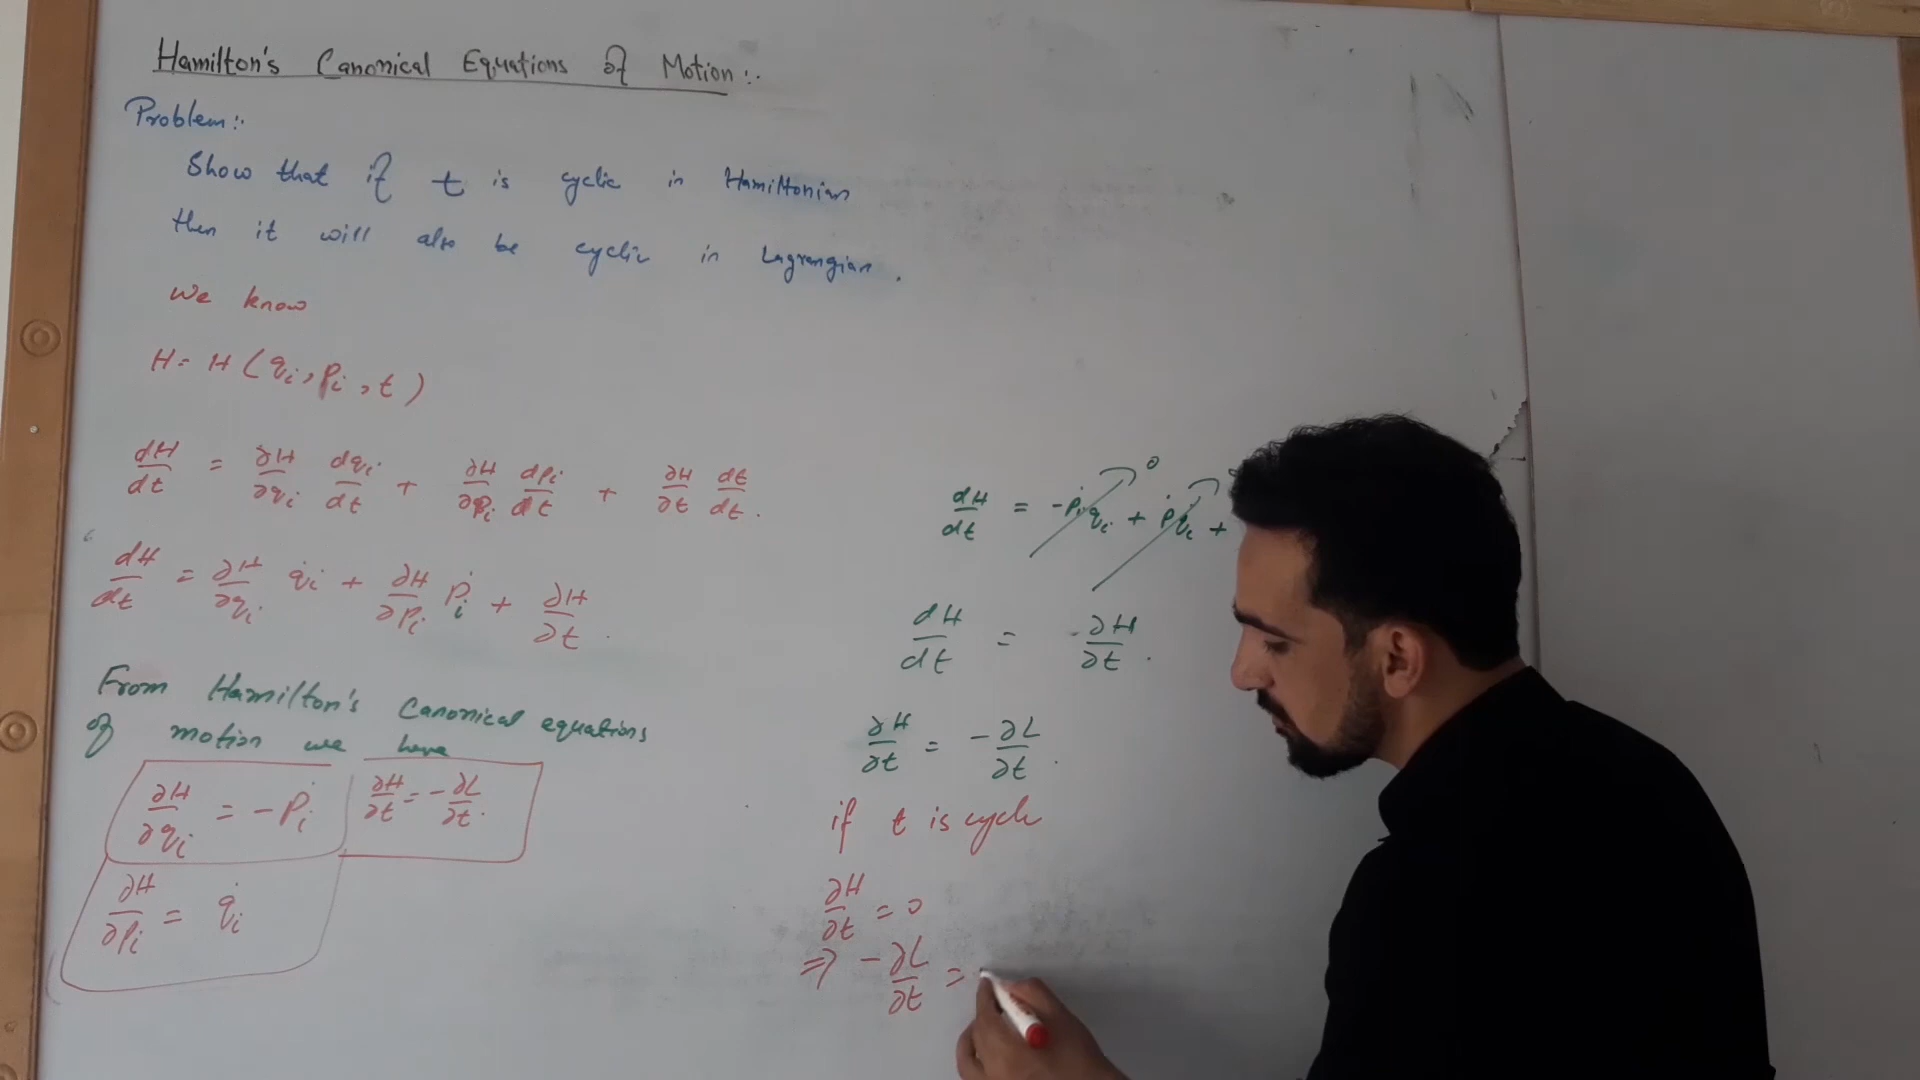 Hamilton's Canonical Equations of Motion:.
Problem:.
Show that if t is cyclic in Hamiltonian
then it will also be cyclic in Lagrangian.
We know
H = H (qi, pi, t)
dH/dt = ∂H/∂qi dqi/dt + ∂H/∂pi dpi/dt + ∂H/∂t dt/dt.
dH/dt = ∂H/∂qi q̇i + ∂H/∂pi ṗi + ∂H/∂t.
From Hamilton's Canonical equations
of motion we have
∂H/∂qi = -ṗi
∂H/∂t = -∂L/∂t.
∂H/∂pi = q̇i
dH/dt = -ṗi q̇i + ṗ q̇i +
dH/dt = ∂H/∂t.
∂H/∂t = -∂L/∂t.
if t is cyclic
∂H/∂t = 0
⇒ -∂L/∂t =